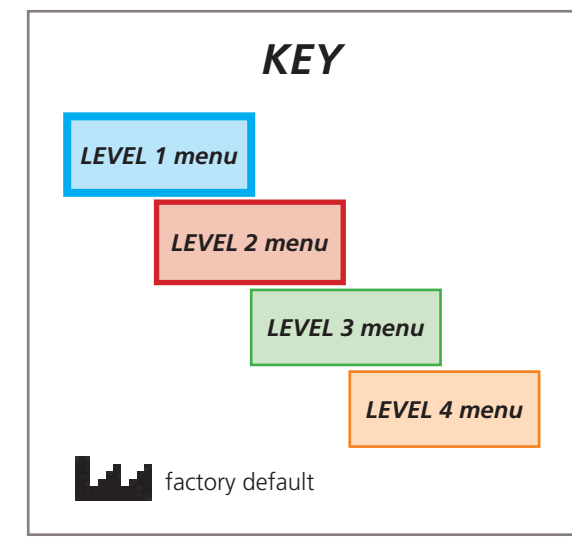 KEY
LEVEL 1 menu
LEVEL 2 menu
LEVEL 3 menu
LEVEL 4 menu
factory default